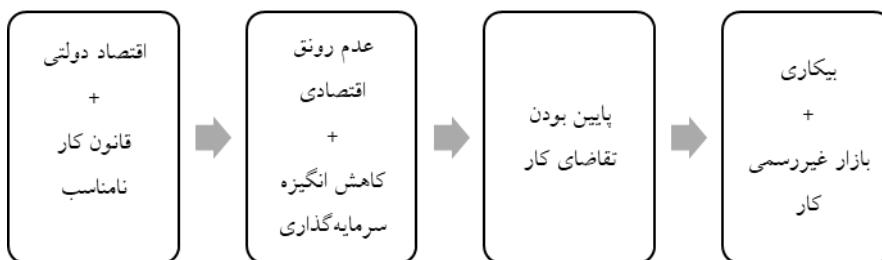 اقتصاد دولتی
+
قانون کار
نامناسب
عدم رونق
اقتصادی
+
کاهش انگیزه
سرمایه‌گذاری
پایین بودن
تقاضای کار
بیکاری
+
بازار غیررسمی
کار